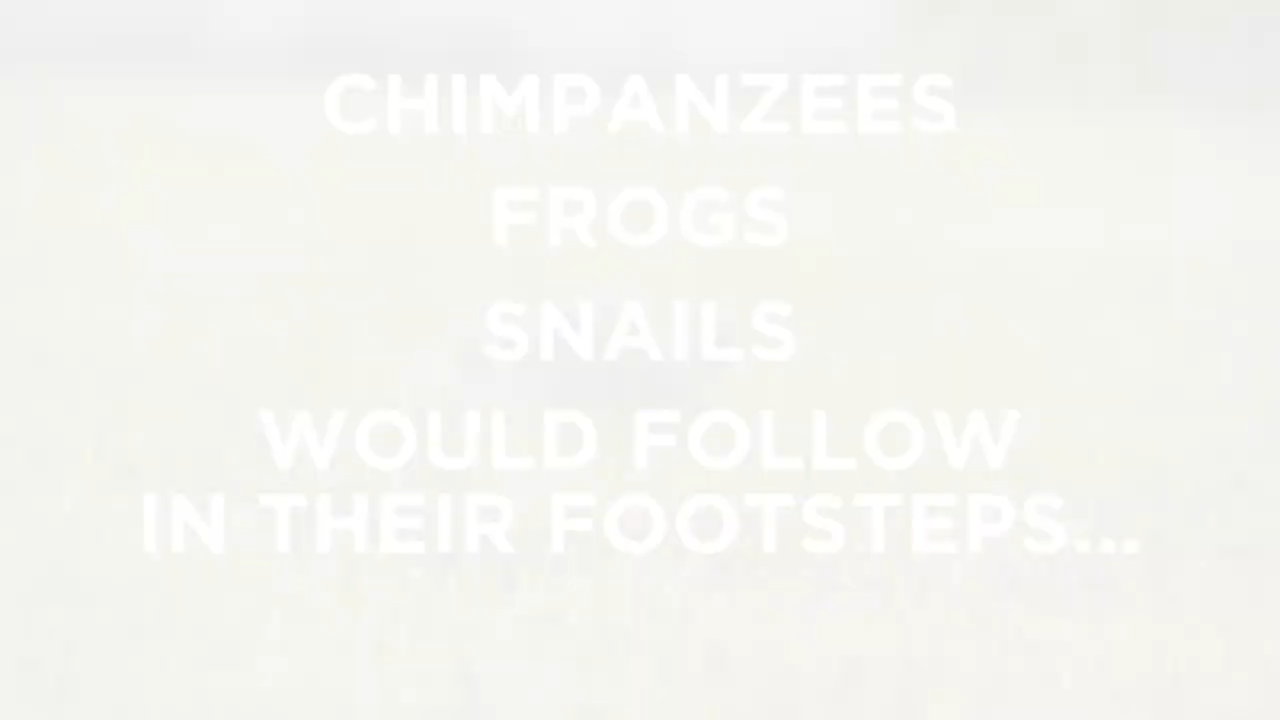 CHIMPANZEES
FROGS
SNAILS
WOULD FOLLOW
IN THEIR FOOTSTEPS...